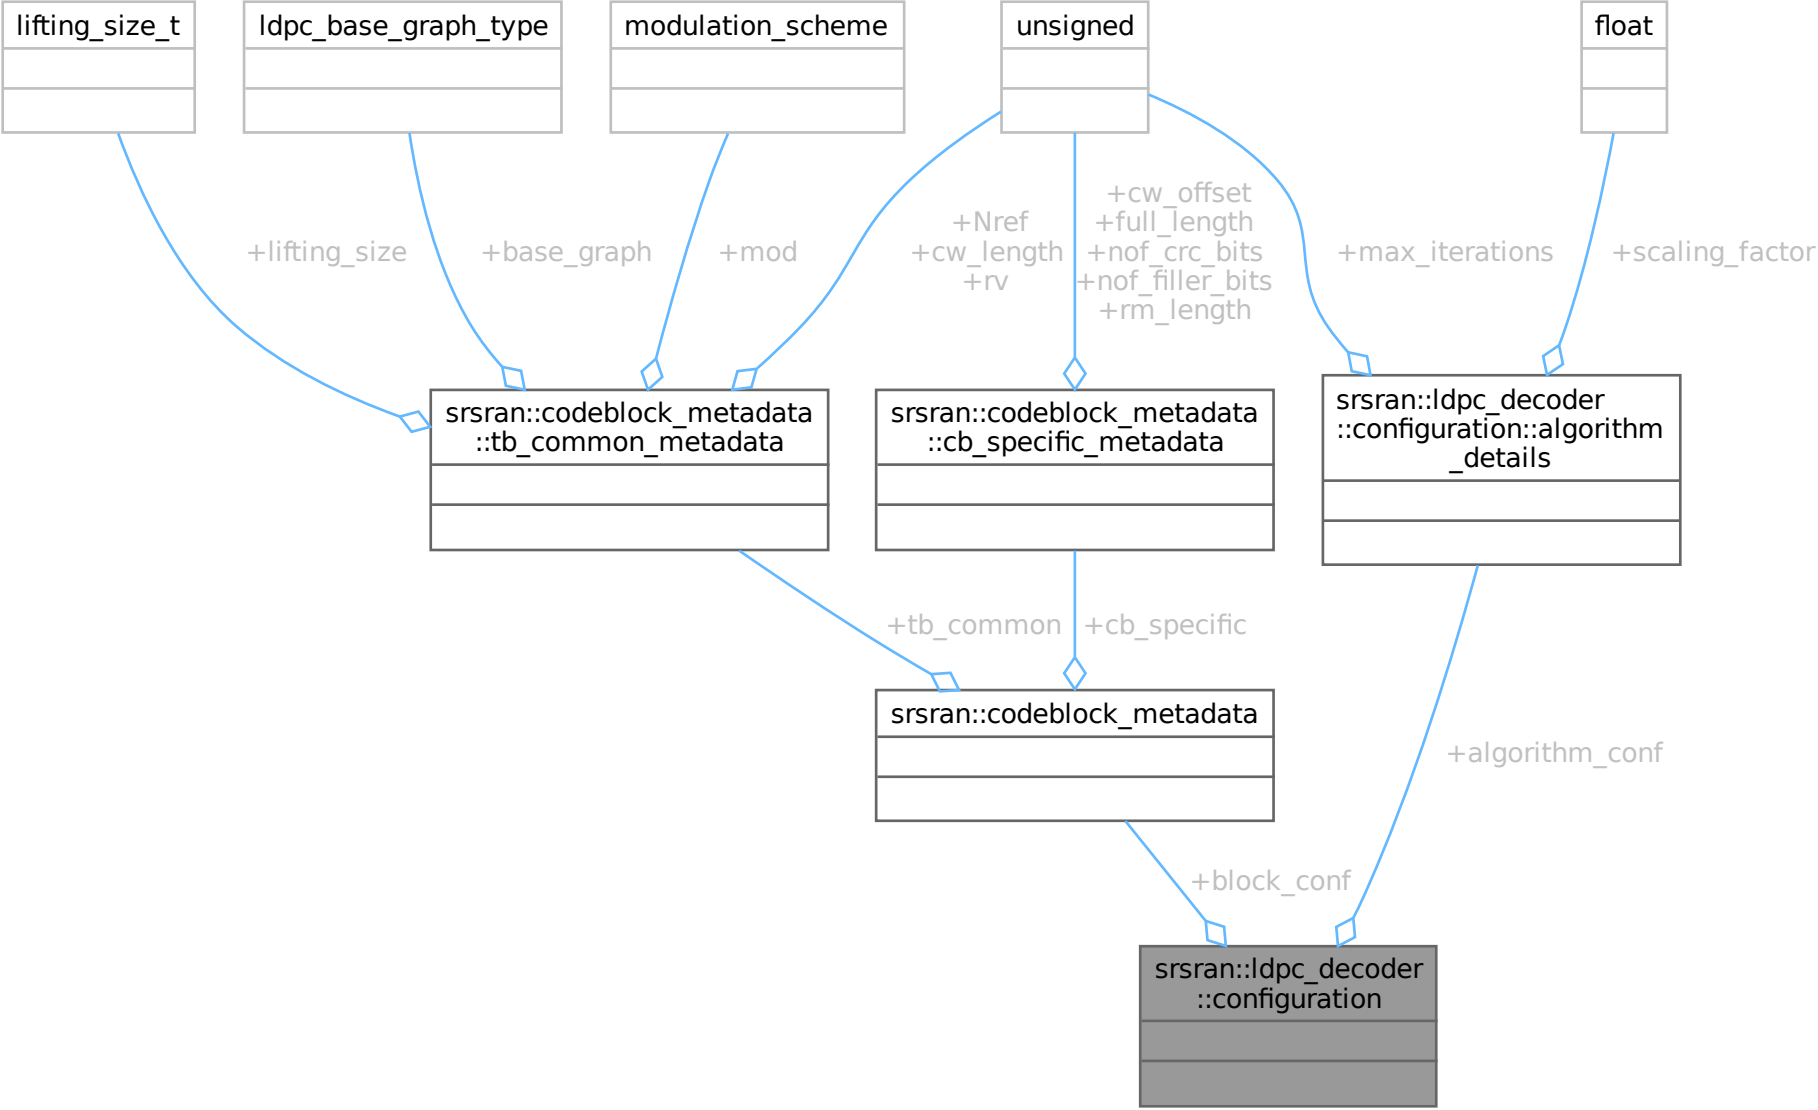 lifting_size_t
ldpc_base_graph_type
modulation_scheme
unsigned
float
+lifting_size
+base_graph
+mod
+Nref
+cw_length
+rv
+cw_offset
+full_length
+nof_crc_bits
+nof_filler_bits
+rm_length
+max_iterations
+scaling_factor
srsran::codeblock_metadata
::tb_common_metadata
srsran::codeblock_metadata
::cb_specific_metadata
srsran::ldpc_decoder
::configuration::algorithm
_details
+tb_common
+cb_specific
srsran::codeblock_metadata
+algorithm_conf
+block_conf
srsran::ldpc_decoder
::configuration